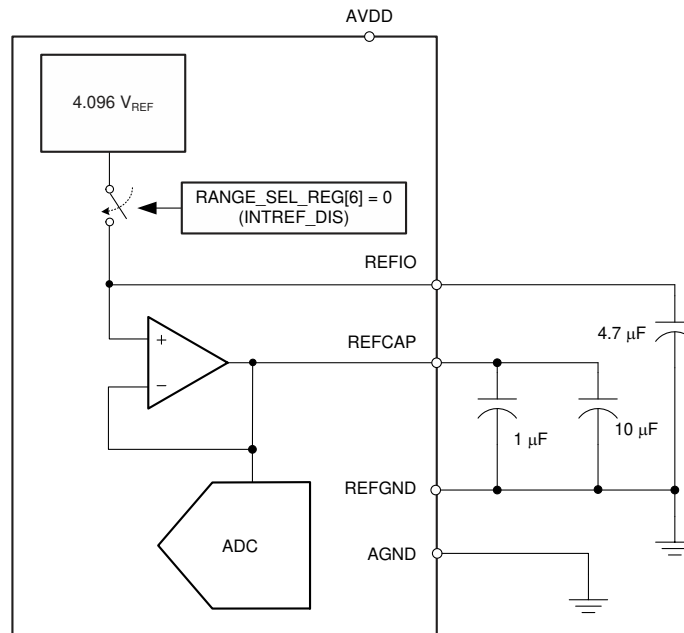 AVDD
4.096 VREF
RANGE_SEL_REG[6] = 0
(INTREF_DIS)
REFIO
+
REFCAP
4.7 μF
−
1 μF
10 μF
REFGND
ADC
AGND